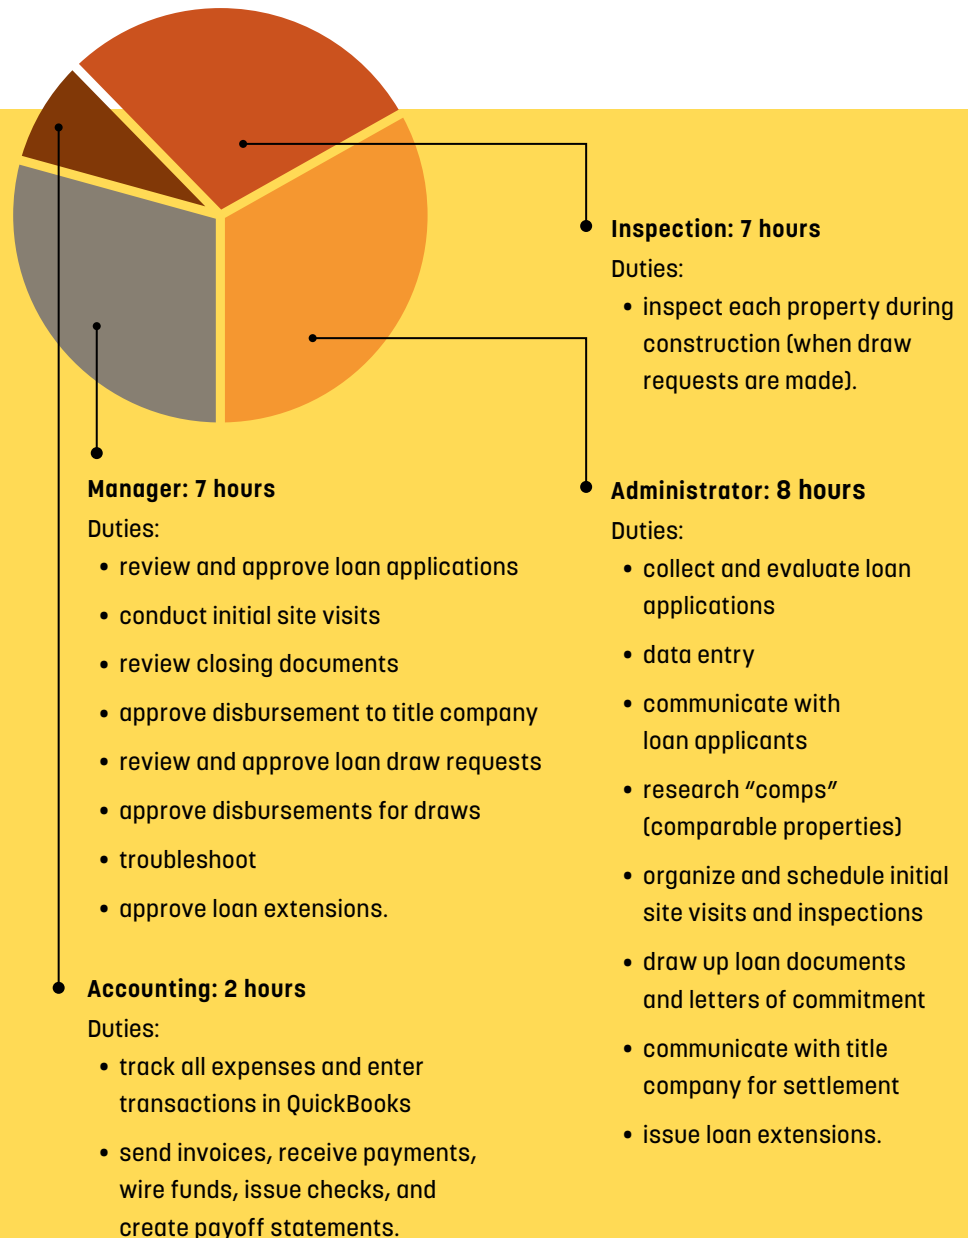 Inspection: 7 hours
Duties:
• inspect each property during
construction (when draw
requests are made).
Manager: 7 hours
Duties:
• review and approve loan applications
• conduct initial site visits
• review closing documents
• approve disbursement to title company
• review and approve loan draw requests
• approve disbursements for draws
• troubleshoot
• approve loan extensions.
Accounting: 2 hours
Duties:
• track all expenses and enter
transactions in QuickBooks
• send invoices, receive payments,
wire funds, issue checks, and
create payoff statements.
Administrator: 8 hours
Duties:
• collect and evaluate loan
applications
• data entry
• communicate with
loan applicants
• research “comps”
(comparable properties)
• organize and schedule initial
site visits and inspections
• draw up loan documents
and letters of commitment
• communicate with title
company for settlement
• issue loan extensions.